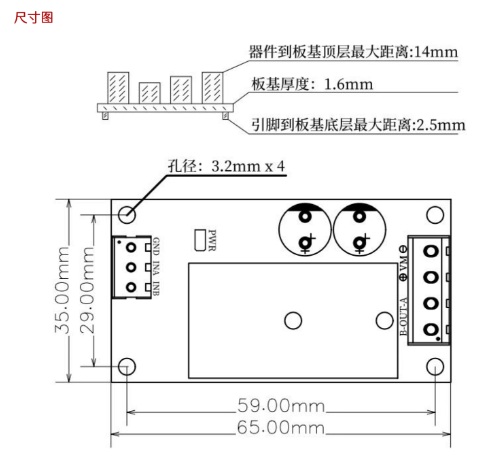 尺寸图
器件到板基顶层最大距离:14mm
板基厚度：1.6mm
引脚到板基底层最大距离:2.5mm
孔径：3.2mm x 4
GND
INA
INB
PWR
VM
B-OUT-A
35.00mm
29.00mm
59.00mm
65.00mm